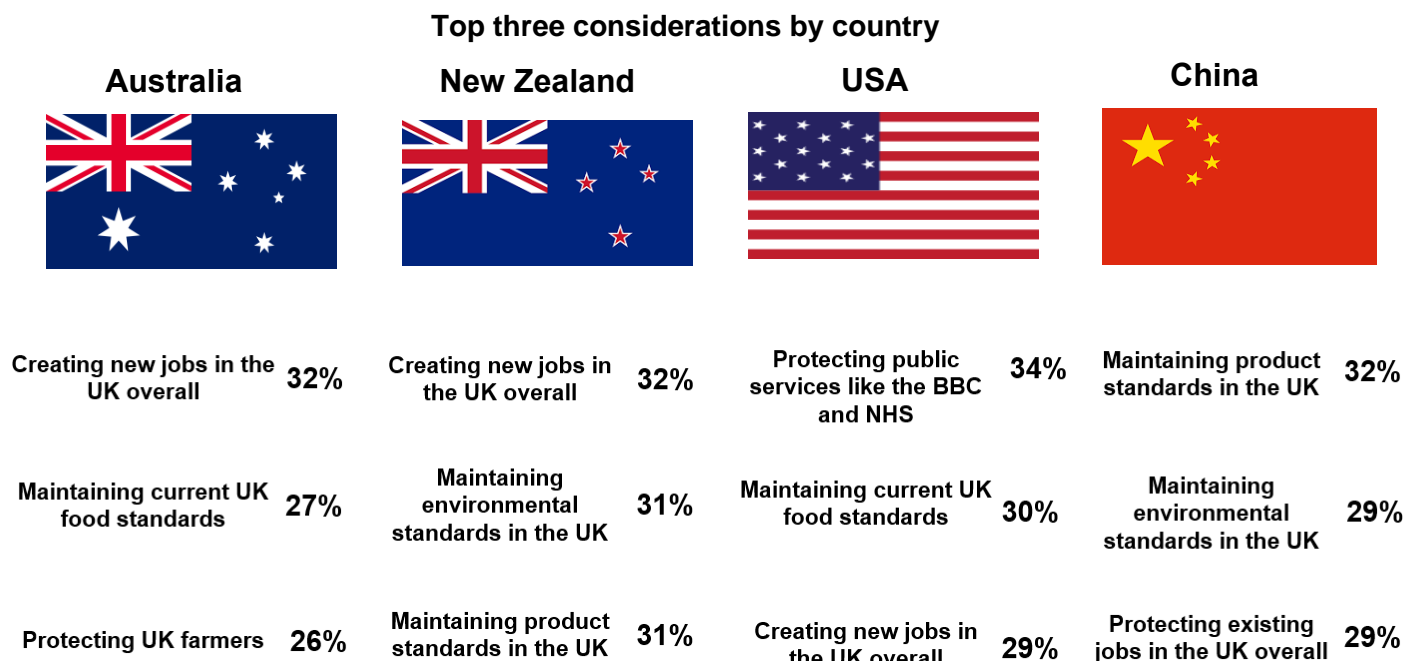 Top three considerations by country
Australia
New Zealand
USA
China
Creating new jobs in the
UK overall
32%
Creating new jobs in
the UK overall
32%
Protecting public
services like the BBC
and NHS
34%
Maintaining product
standards in the UK
32%
Maintaining current UK
food standards
27%
Maintaining
environmental
standards in the UK
31%
Maintaining current UK
food standards
30%
Maintaining
environmental
standards in the UK
29%
Protecting UK farmers
26%
Maintaining product
standards in the UK
31%
Creating new jobs in
the UK overall
29%
Protecting existing
jobs in the UK overall
29%